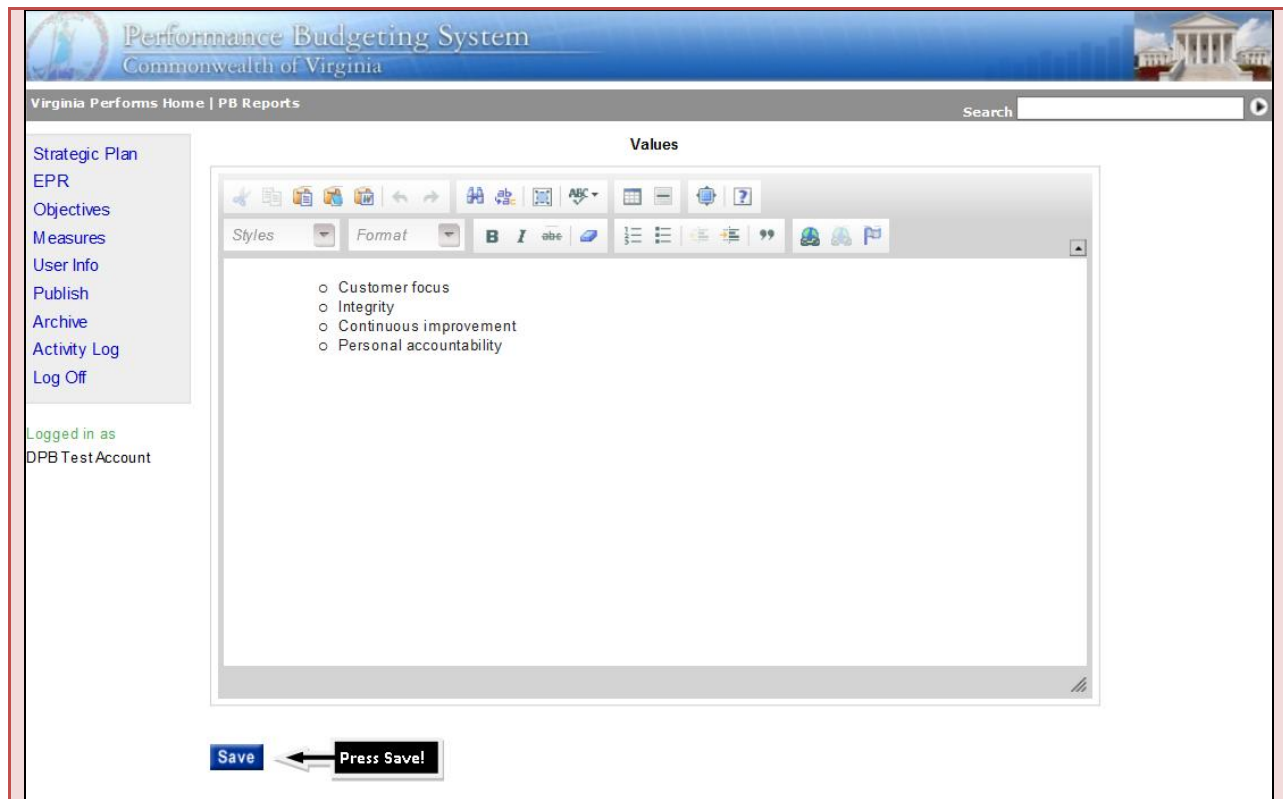 Performance Budgeting System
Commonwealth of Virginia
Virginia Performs Home | PB Reports
Search
Values
Strategic Plan
EPR
Objectives
Measures
User Info
Publish
Archive
Activity Log
Log Off
Logged in as
DPB Test Account
ABC
Styles
Format
B I abc
Customer focus
Integrity
Continuous improvement
Personal accountability
Save
Press Save!